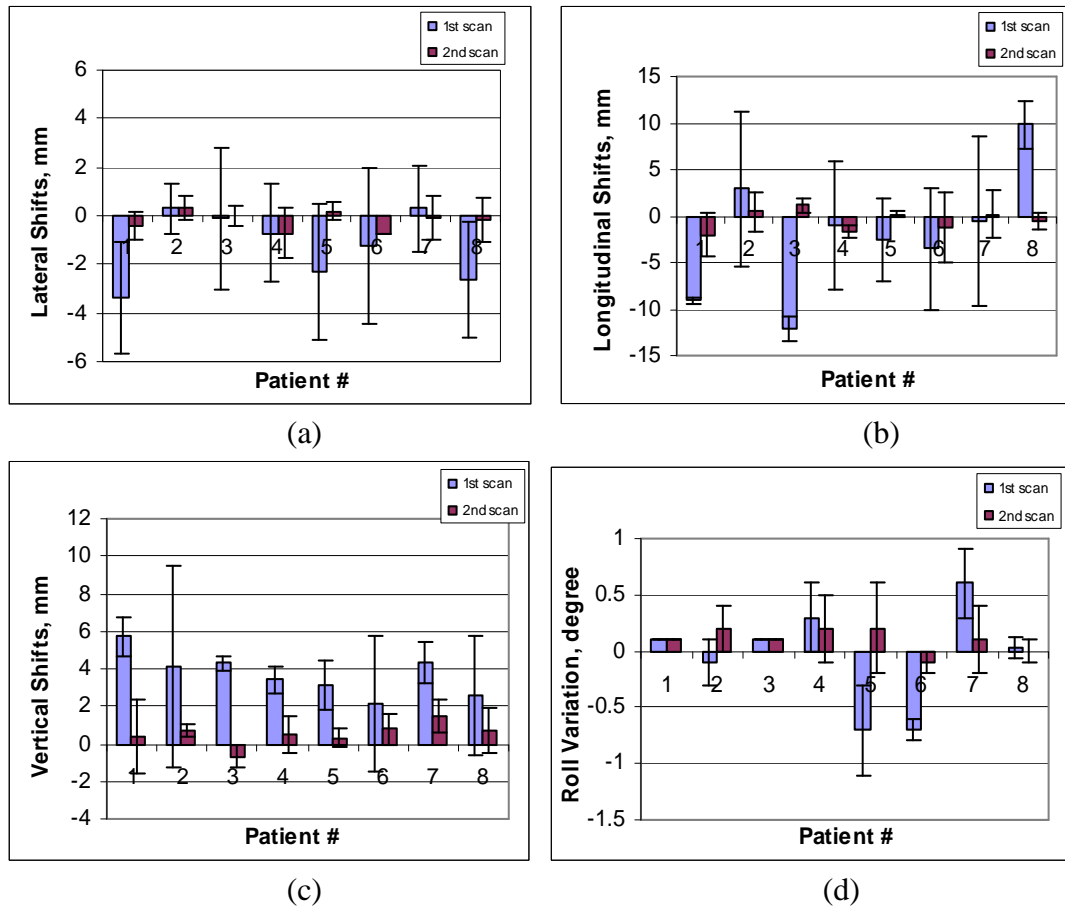 1st scan
2nd scan
6
4
2
0
-2
-4
-6
Lateral Shifts, mm
1 2 3 4 5 6 7 8
Patient #
(a)
1st scan
2nd scan
15
10
5
0
-5
-10
-15
Longitudinal Shifts, mm
1 2 3 4 5 6 7 8
Patient #
(b)
1st scan
2nd scan
12
10
8
6
4
2
0
-2
-4
Vertical Shifts, mm
1 2 3 4 5 6 7 8
Patient #
(c)
1st scan
2nd scan
1
0.5
0
-0.5
-1
-1.5
Roll Variation, degree
1 2 3 4 5 6 7 8
Patient #
(d)